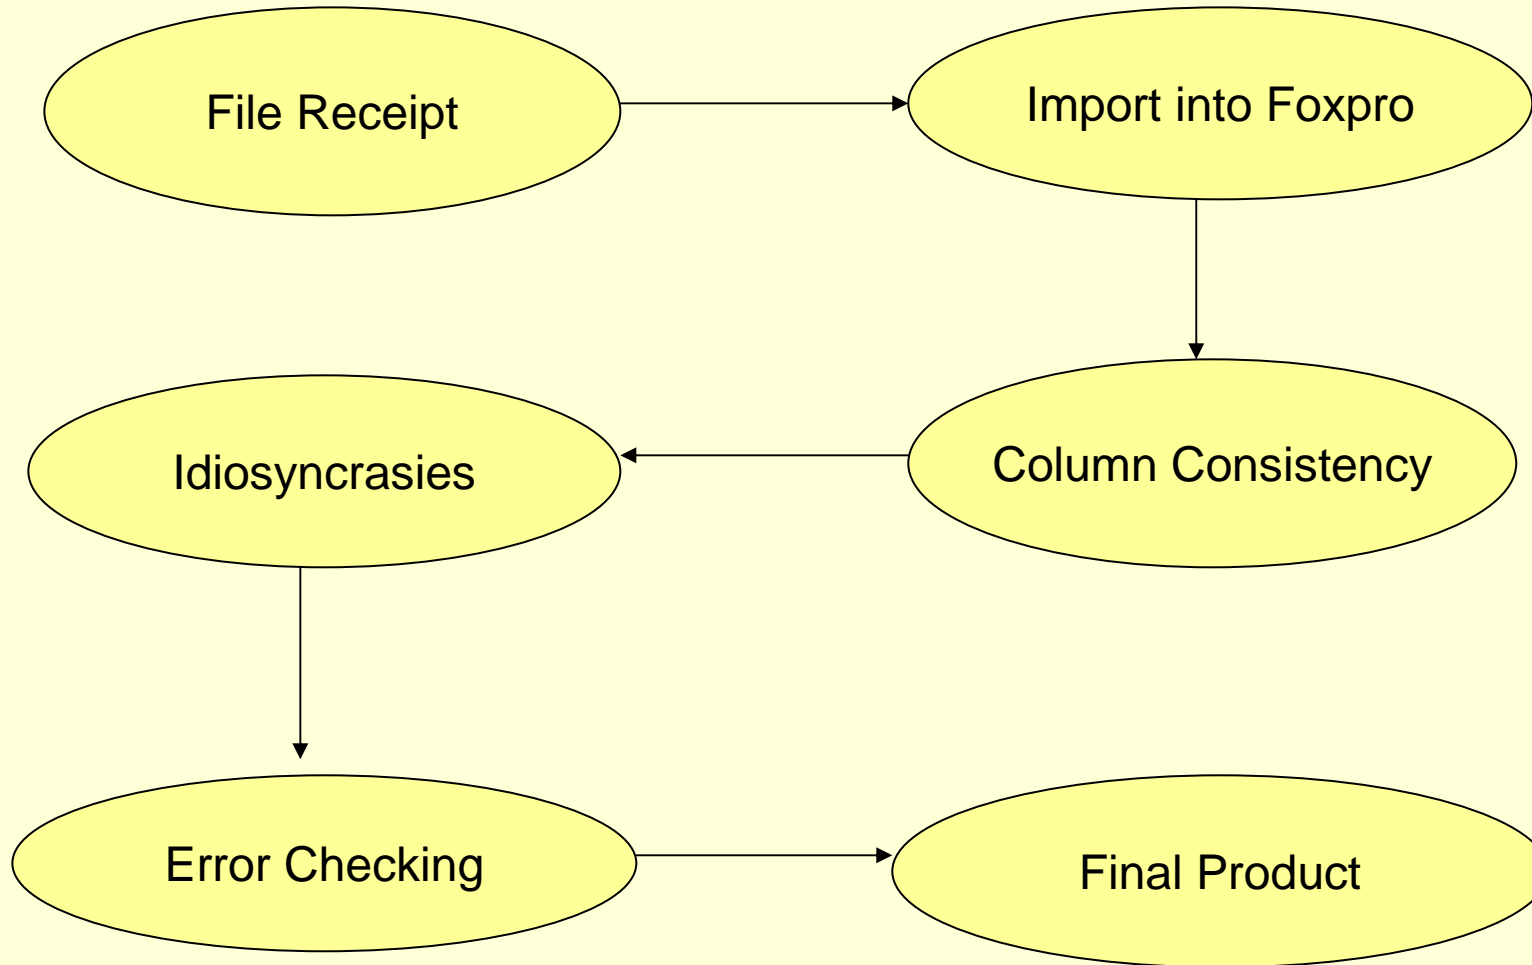 File Receipt
Import into Foxpro
Column Consistency
Idiosyncrasies
Error Checking
Final Product